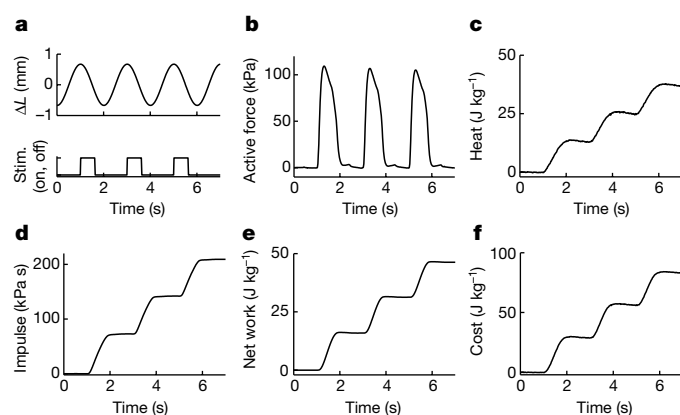 a
1
0
−1
ΔL (mm)
Stim.
(on, off)
0 2 4 6
Time (s)
b
100
50
0
Active force (kPa)
0 2 4 6
Time (s)
c
50
25
0
Heat (J kg⁻¹)
0 2 4 6
Time (s)
d
200
100
0
Impulse (kPa s)
0 2 4 6
Time (s)
e
50
25
0
Net work (J kg⁻¹)
0 2 4 6
Time (s)
f
100
50
0
Cost (J kg⁻¹)
0 2 4 6
Time (s)